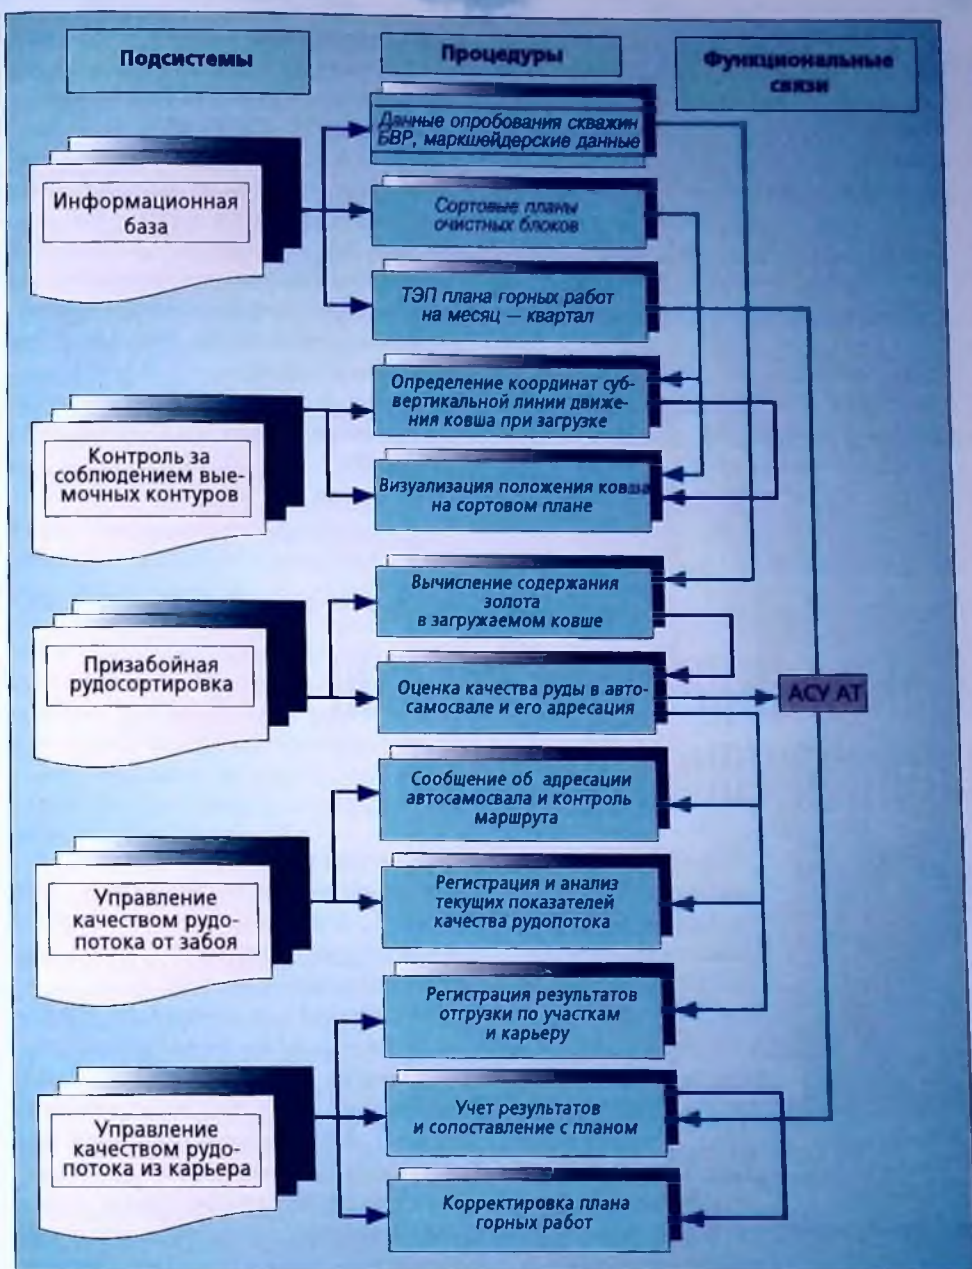 Подсистемы
Процедуры
Функциональные
связи
Информационная
база
Данные опробования скважин
БВР, маркшейдерские данные
Сортовые планы
очистных блоков
ТЭП плана горных работ
на месяц — квартал
Контроль за
соблюдением вые-
мочных контуров
Определение координат суб-
вертикальной линии движе-
ния ковша при загрузке
Визуализация положения ковша
на сортовом плане
Призабойная
рудосортировка
Вычисление содержания
золота
в загружаемом ковше
Оценка качества руды в авто-
самосвале и его адресация
АСУ АТ
Управление
качеством рудо-
потока от забоя
Сообщение об адресации
автосамосвала и контроль
маршрута
Регистрация и анализ
текущих показателей
качества рудопотока
Управление
качеством рудо-
потока из карьера
Регистрация результатов
отгрузки по участкам
и карьеру
Учет результатов
и сопоставление с планом
Корректировка плана
горных работ